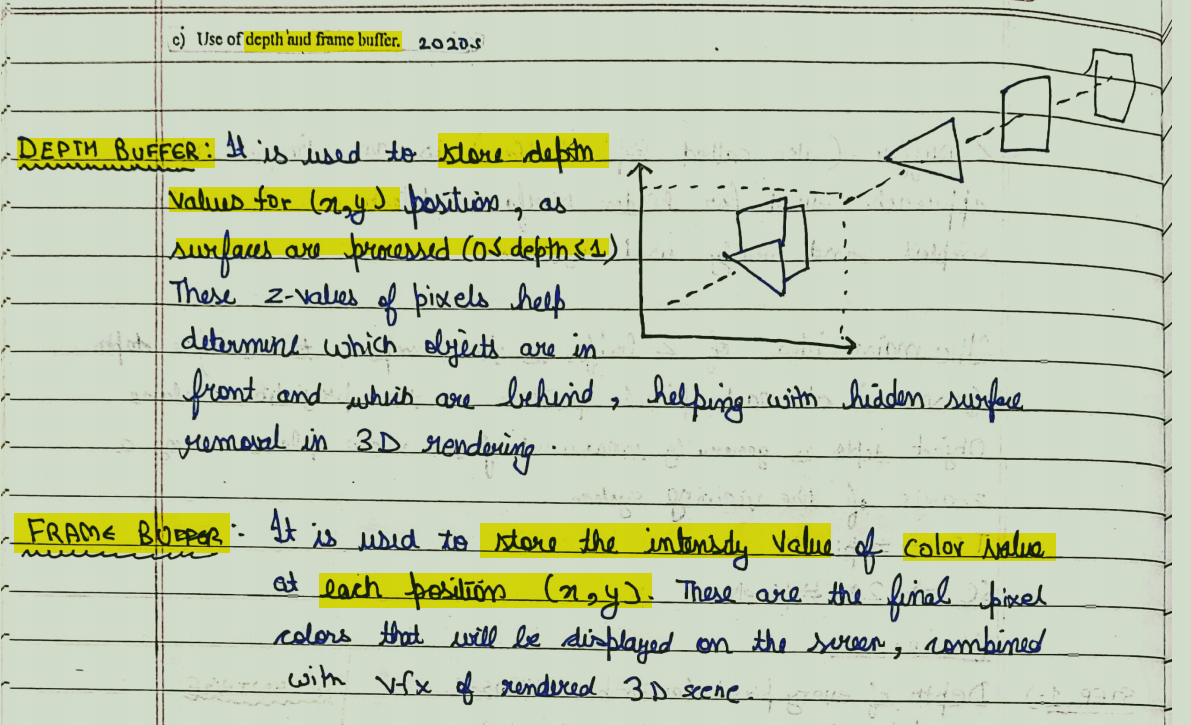 c) Use of depth and frame buffer. 2020s
DEPTH BUFFER: It is used to store depth
values for (x,y) position, as
surfaces are processed (0≤depth≤1)
These z-values of pixels help
determine which objects are in
front and which are behind, helping with hidden surface
removal in 3D rendering.
FRAME BUFFER: It is used to store the intensity value of color value
at each position (x,y). These are the final pixel
colors that will be displayed on the screen, combined
with vfx of rendered 3D scene.